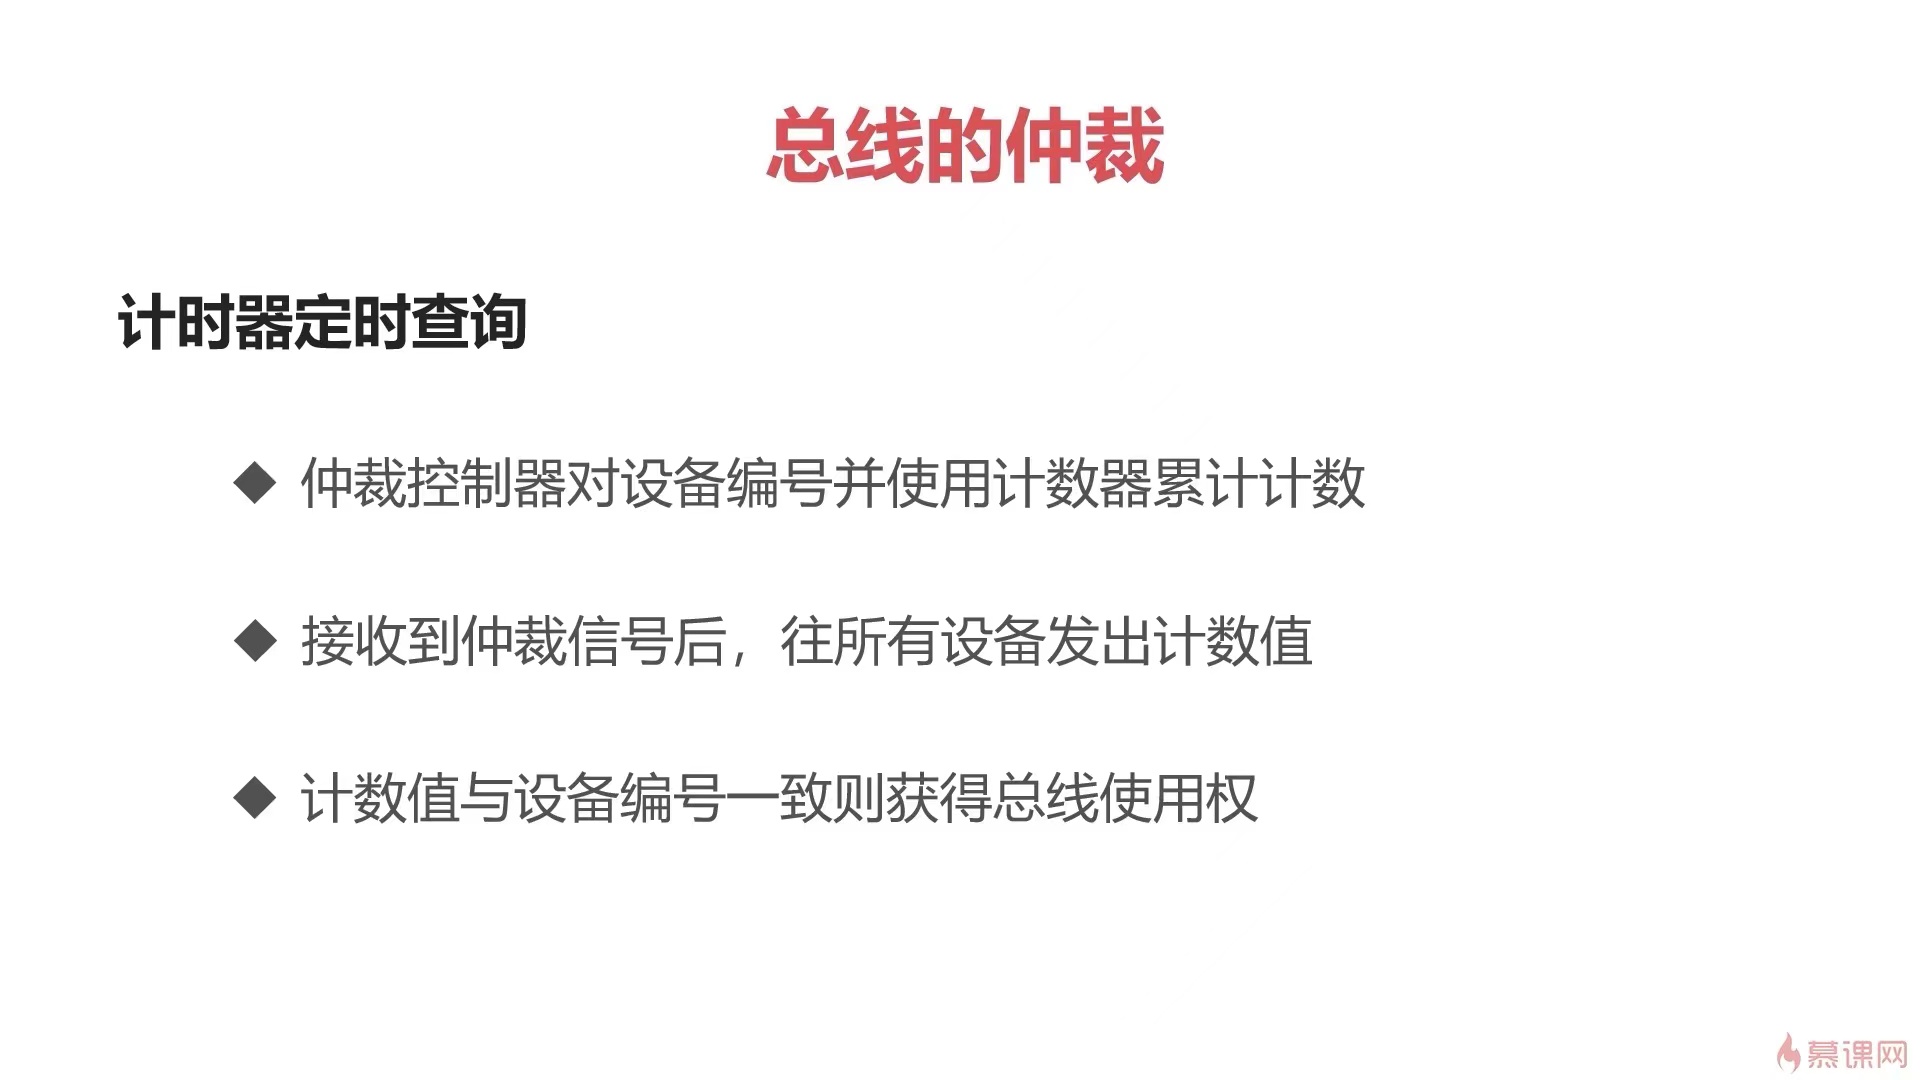 总线的仲裁
计时器定时查询
◆ 仲裁控制器对设备编号并使用计数器累计计数
◆ 接收到仲裁信号后，往所有设备发出计数值
◆ 计数值与设备编号一致则获得总线使用权
慕课网